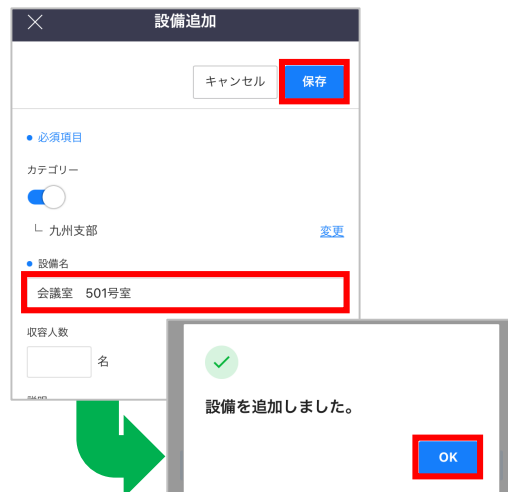 設備追加
キャンセル 保存
必須項目
カテゴリー
九州支部 変更
設備名
会議室 501号室
収容人数
名
設備を追加しました。
OK